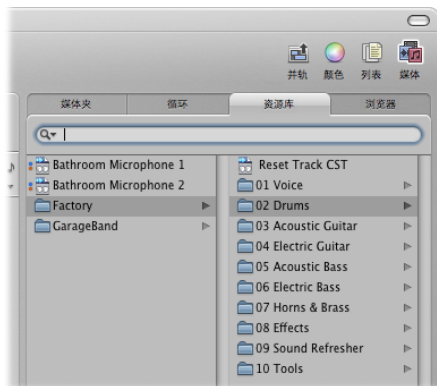 并轨 颜色 列表 媒体
媒体夹 循环 资源库 浏览器
Bathroom Microphone 1
Bathroom Microphone 2
Factory
GarageBand
Reset Track CST
01 Voice
02 Drums
03 Acoustic Guitar
04 Electric Guitar
05 Acoustic Bass
06 Electric Bass
07 Horns & Brass
08 Effects
09 Sound Refresher
10 Tools